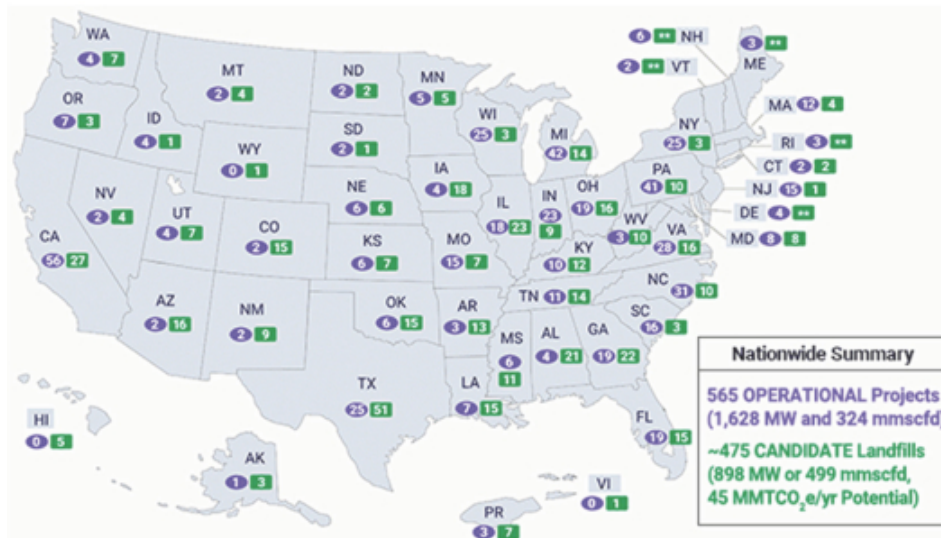 WA
4 7
OR
7 3
CA
56 27
NV
2 4
ID
4 1
MT
2 4
WY
0 1
UT
4 7
AZ
2 16
CO
2 15
NM
2 9
ND
2 2
SD
2 1
NE
6 6
KS
6 7
OK
6 15
TX
25 51
MN
5 5
IA
4 18
MO
15 7
AR
3 13
LA
7 15
WI
25 3
IL
18 23
MI
42 14
IN
23
9
OH
19 16
KY
10 12
TN 11 14
MS
6
11
AL
4 21
GA
19 22
FL
19 15
SC
16 3
NC
31 10
VA
28 16
WV
3 10
PA
41 10
NY
25 3
6 ** NH
2 ** VT
3 **
ME
MA 12 4
RI 3 **
CT 2 2
NJ 15 1
DE 4 **
MD 8 8
HI
0 5
AK
1 3
PR
3 7
VI
0 1
Nationwide Summary
565 OPERATIONAL Projects
(1,628 MW and 324 mmscfd)
~475 CANDIDATE Landfills
(898 MW or 499 mmscfd,
45 MMTCO₂e/yr Potential)